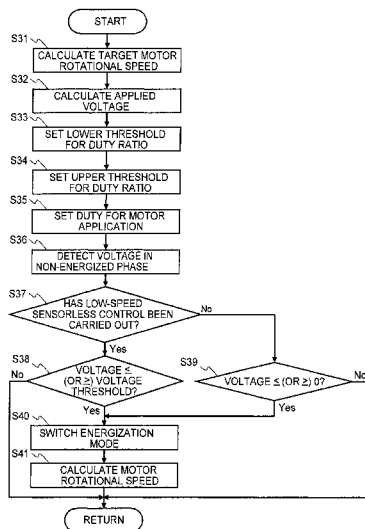 START
S31
CALCULATE TARGET MOTOR
ROTATIONAL SPEED
S32
CALCULATE APPLIED
VOLTAGE
S33
SET LOWER THRESHOLD
FOR DUTY RATIO
S34
SET UPPER THRESHOLD
FOR DUTY RATIO
S35
SET DUTY FOR MOTOR
APPLICATION
S36
DETECT VOLTAGE IN
NON-ENERGIZED PHASE
S37
HAS LOW-SPEED
SENSORLESS CONTROL BEEN
CARRIED OUT?
No
Yes
S38
No
VOLTAGE ≤
(OR ≥) VOLTAGE
THRESHOLD?
Yes
S39
VOLTAGE ≤ (OR ≥) 0?
No
Yes
S40
SWITCH ENERGIZATION
MODE
S41
CALCULATE MOTOR
ROTATIONAL SPEED
RETURN